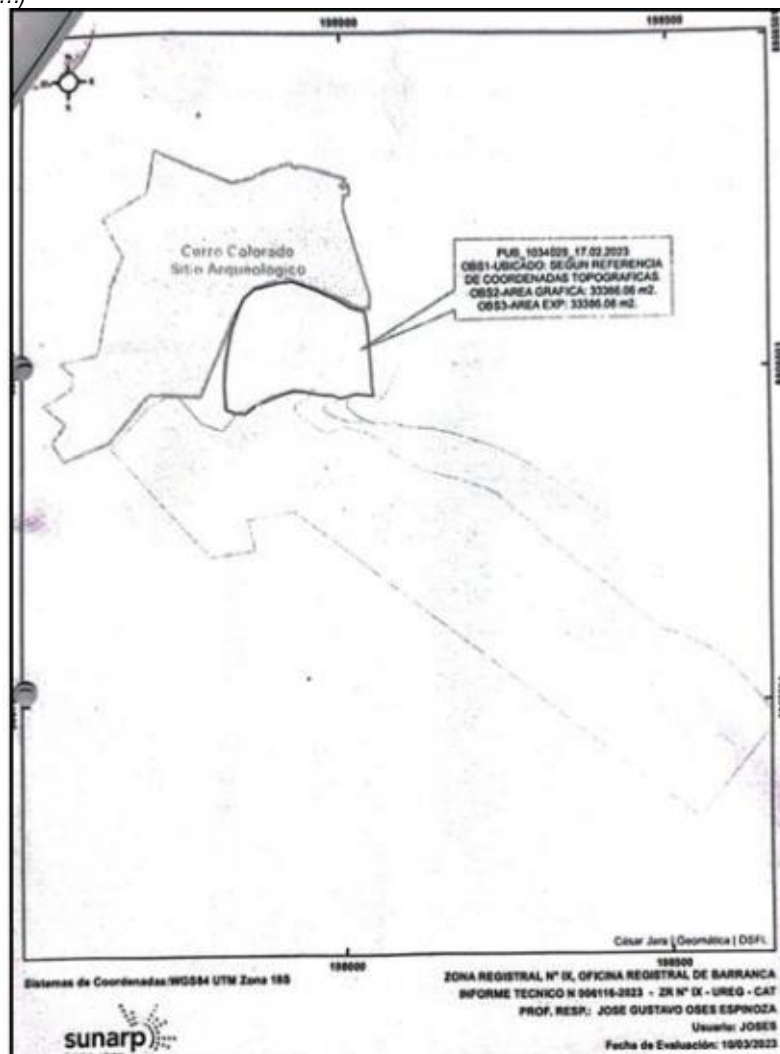 198000
198500
Cerro Colorado
Sitio Arqueológico
PUB_1034029_17.02.2023
OBS1-UBICADO: SEGUN REFERENCIA
DE COORDENADAS TOPOGRAFICAS.
OBS2-AREA GRAFICA: 33386.08 m2.
OBS3-AREA EXP: 33386.08 m2.
César Jara | Geomática | DSFL
198000
198500
Sistemas de Coordenadas:WGS84 UTM Zona 18S
ZONA REGISTRAL N° IX, OFICINA REGISTRAL DE BARRANCA
INFORME TECNICO N 006116-2023 - ZR N° IX - UREG - CAT
PROF. RESP.: JOSE GUSTAVO OSES ESPINOZA
Usuario: JOSES
Fecha de Evaluación: 10/03/2023
sunarp